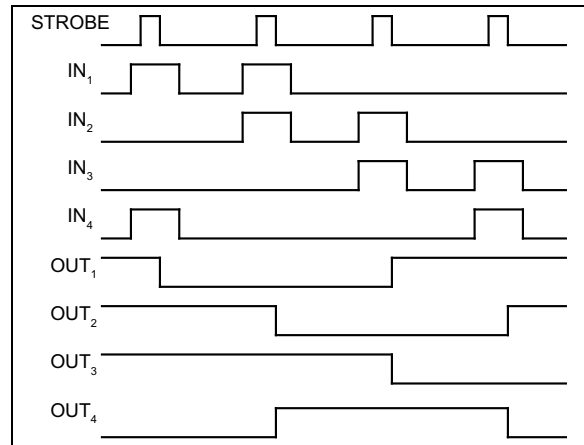 STROBE
IN₁
IN₂
IN₃
IN₄
OUT₁
OUT₂
OUT₃
OUT₄